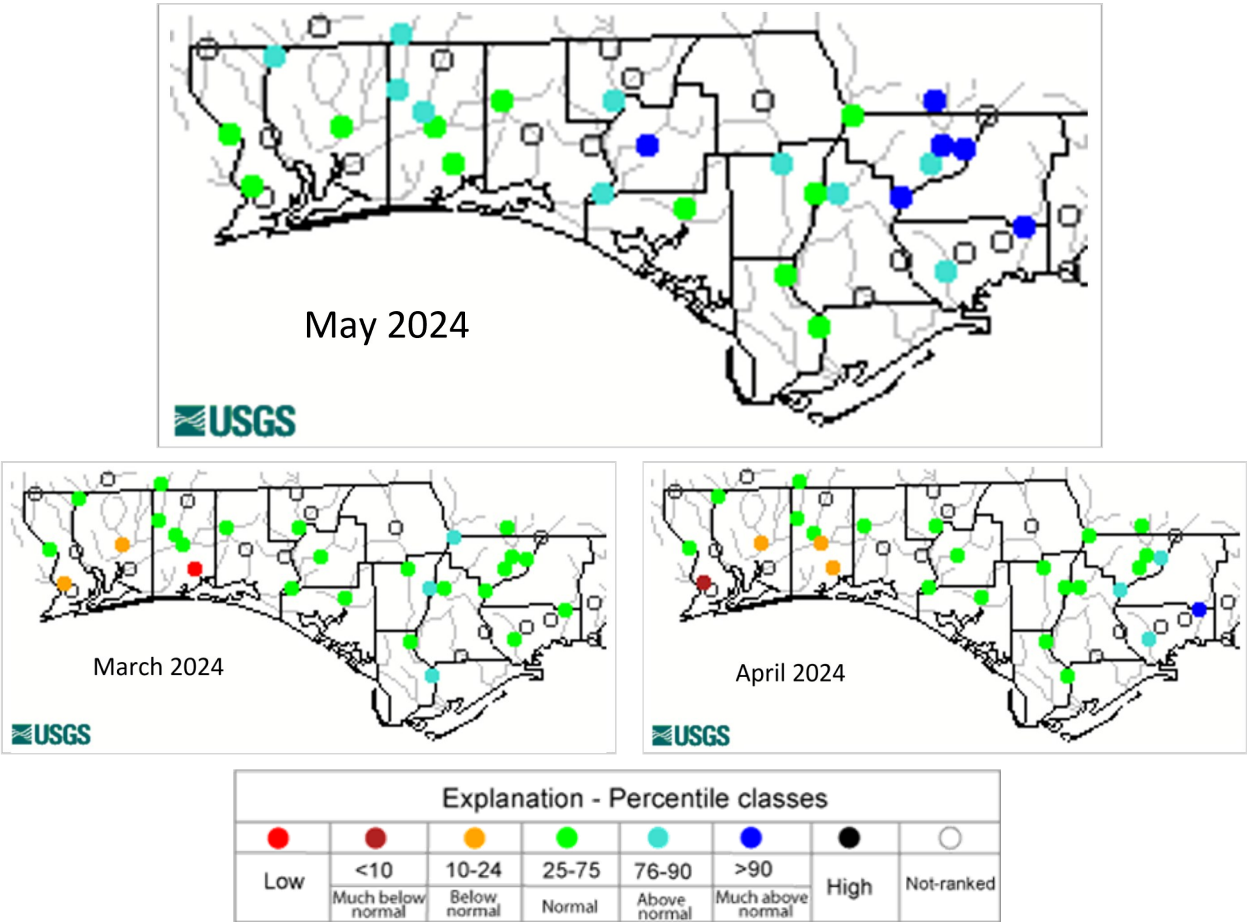 May 2024
USGS
March 2024
USGS
April 2024
USGS
Explanation - Percentile classes
Low
<10
10-24
25-75
76-90
>90
High
Not-ranked
Much below
normal
Below
normal
Normal
Above
normal
Much above
normal